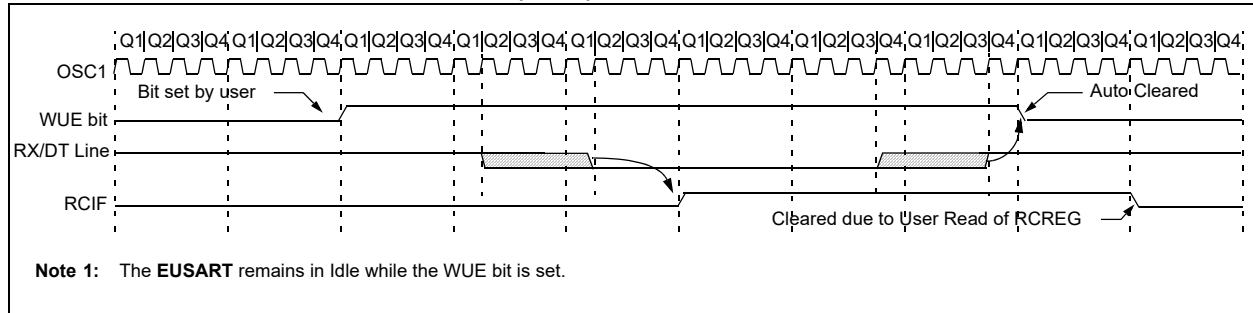 Q1 Q2 Q3 Q4 Q1 Q2 Q3 Q4 Q1 Q2 Q3 Q4 Q1 Q2 Q3 Q4 Q1 Q2 Q3 Q4 Q1 Q2 Q3 Q4 Q1 Q2 Q3 Q4 Q1 Q2 Q3 Q4 Q1 Q2 Q3 Q4 Q1 Q2 Q3 Q4
OSC1
Bit set by user Auto Cleared
WUE bit
RX/DT Line
RCIF
Cleared due to User Read of RCREG
Note 1: The EUSART remains in Idle while the WUE bit is set.